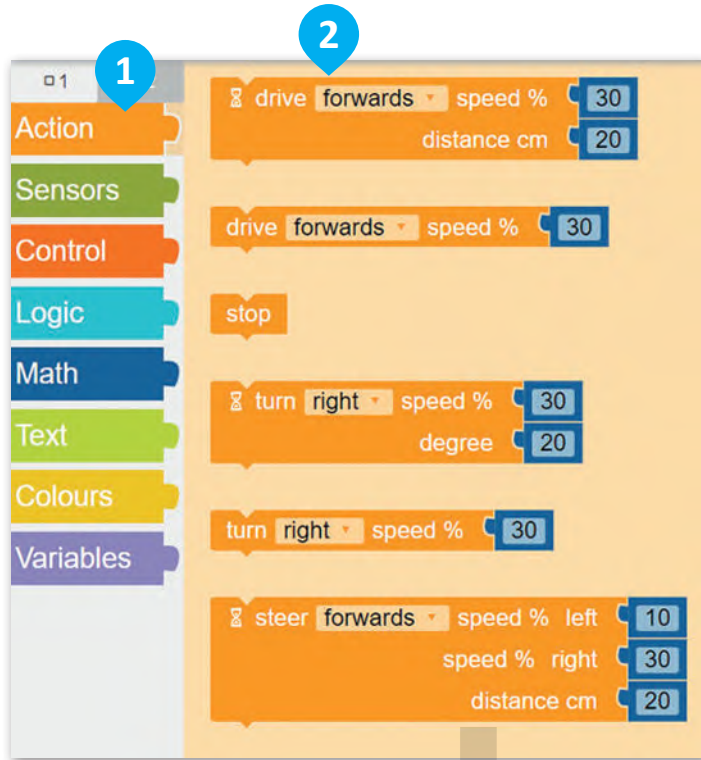 1
2
1
Action
Sensors
Control
Logic
Math
Text
Colours
Variables
drive forwards speed % 30
distance cm 20
drive forwards speed % 30
stop
turn right speed % 30
degree 20
turn right speed % 30
steer forwards speed % left 10
speed % right 30
distance cm 20